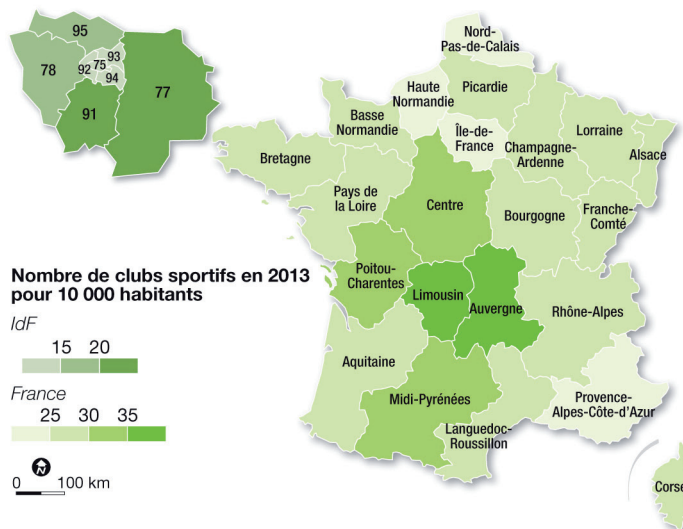 95
93
92
75
94
78
77
91
Nord-
Pas-de-Calais
Haute
Normandie
Picardie
Basse
Normandie
Île-de-
France
Champagne-
Ardenne
Lorraine
Alsace
Bretagne
Pays de
la Loire
Centre
Bourgogne
Franche-
Comté
Poitou-
Charentes
Limousin
Auvergne
Rhône-Alpes
Aquitaine
Midi-Pyrénées
Languedoc-
Roussillon
Provence-
Alpes-Côte-d'Azur
Corse
Nombre de clubs sportifs en 2013
pour 10 000 habitants
IdF
15 20
France
25 30 35
N
0 100 km